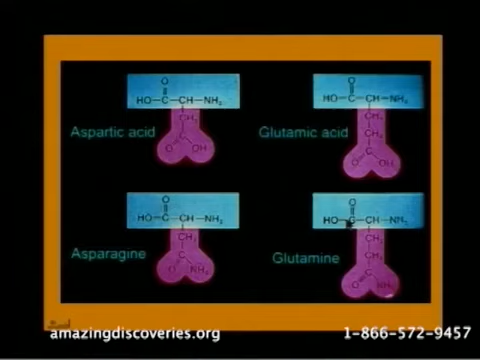 O
O
HO—C—CH—NH₂
HO—C—CH—NH₂
CH₂
CH₂
Aspartic acid
Glutamic acid
CH₂
C
O
OH
C
O
OH
O
O
HO—C—CH—NH₂
HO—C—CH—NH₂
CH₂
CH₂
Asparagine
Glutamine
CH₂
C
O
NH₂
C
O
NH₂
amazingdiscoveries.org
1-866-572-9457